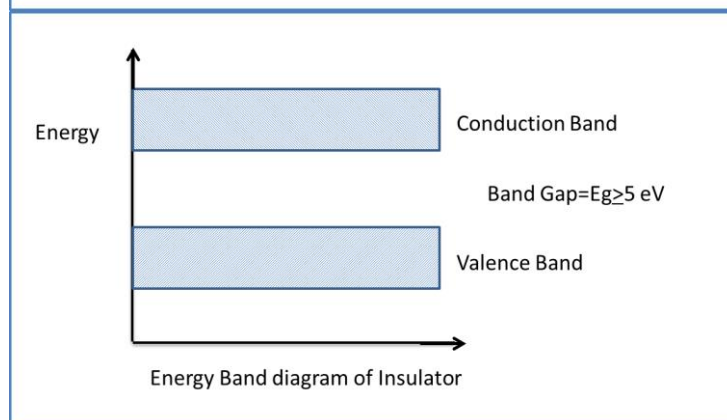 Conduction Band
Energy
Band Gap=Eg≥5 eV
Valence Band
Energy Band diagram of Insulator